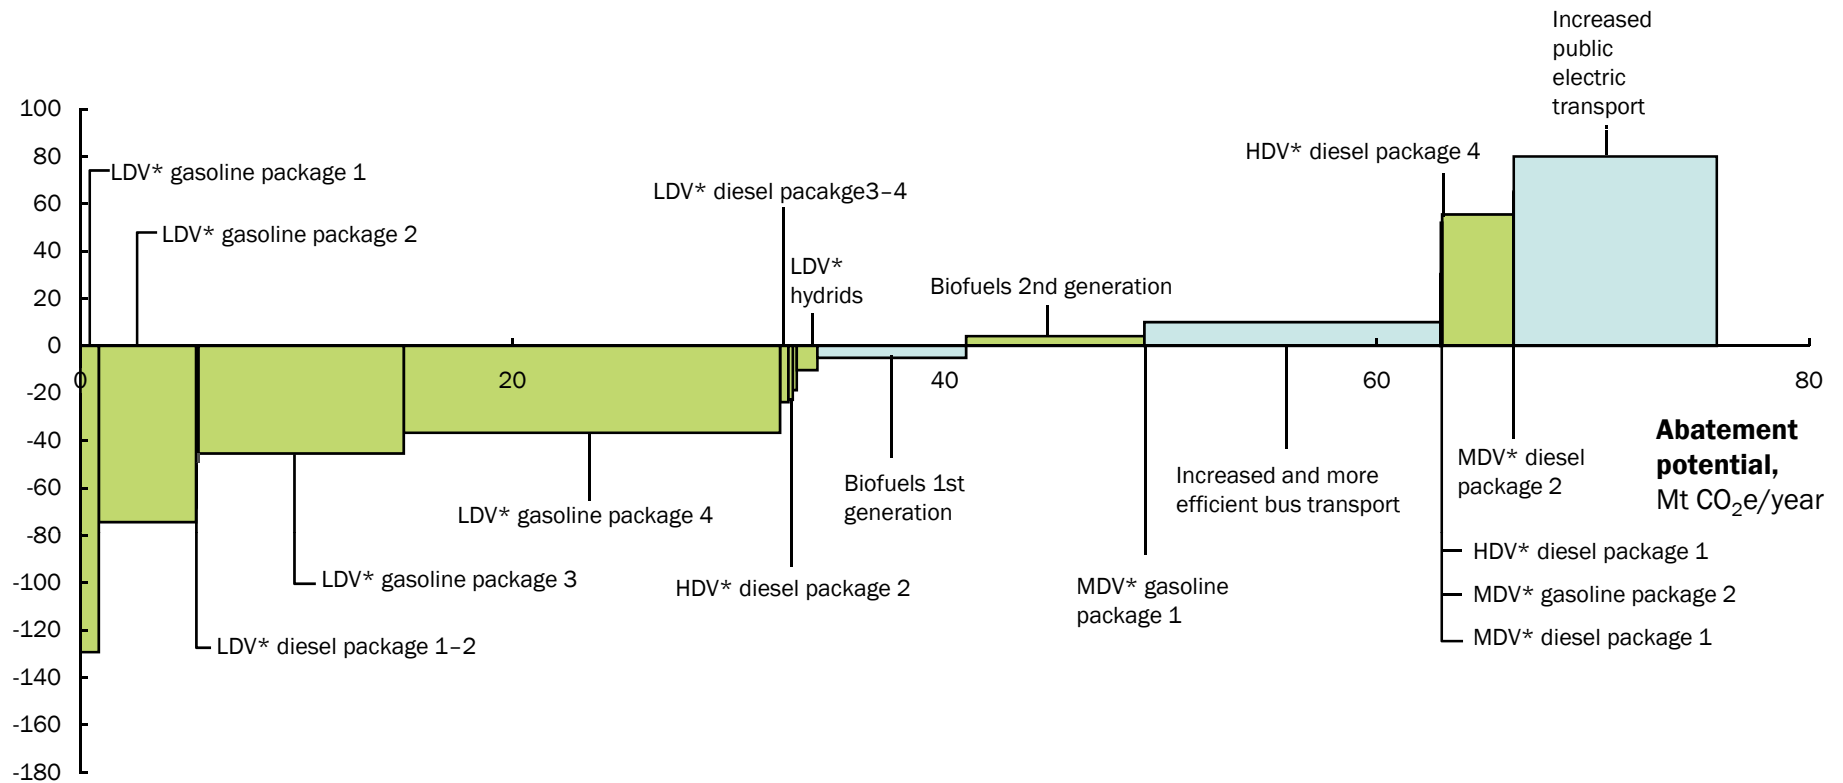 Increased
public
electric
transport
100
80
60
40
20
0
-20
-40
-60
-80
-100
-120
-140
-160
-180
LDV* gasoline package 1
LDV* gasoline package 2
LDV* diesel pacakge3–4
LDV*
hydrids
Biofuels 2nd generation
HDV* diesel package 4
0
20
40
60
80
Abatement
potential,
Mt CO₂e/year
MDV* diesel
package 2
Biofuels 1st
generation
Increased and more
efficient bus transport
LDV* gasoline package 4
LDV* gasoline package 3
HDV* diesel package 2
MDV* gasoline
package 1
HDV* diesel package 1
MDV* gasoline package 2
MDV* diesel package 1
LDV* diesel package 1–2